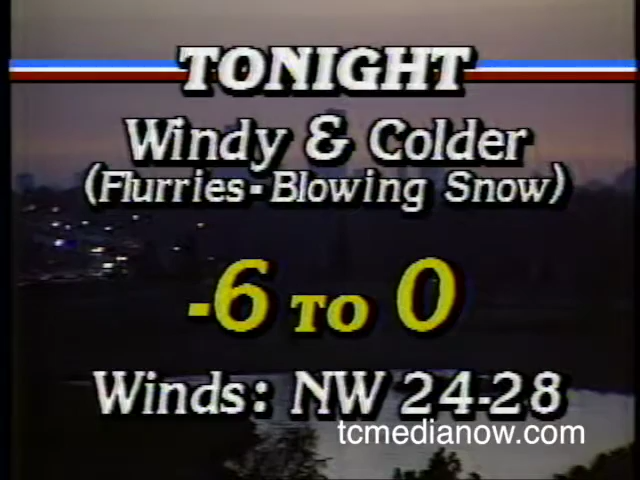 TONIGHT
Windy & Colder
(Flurries-Blowing Snow)
-6 TO 0
Winds: NW 24-28
tcmedianow.com